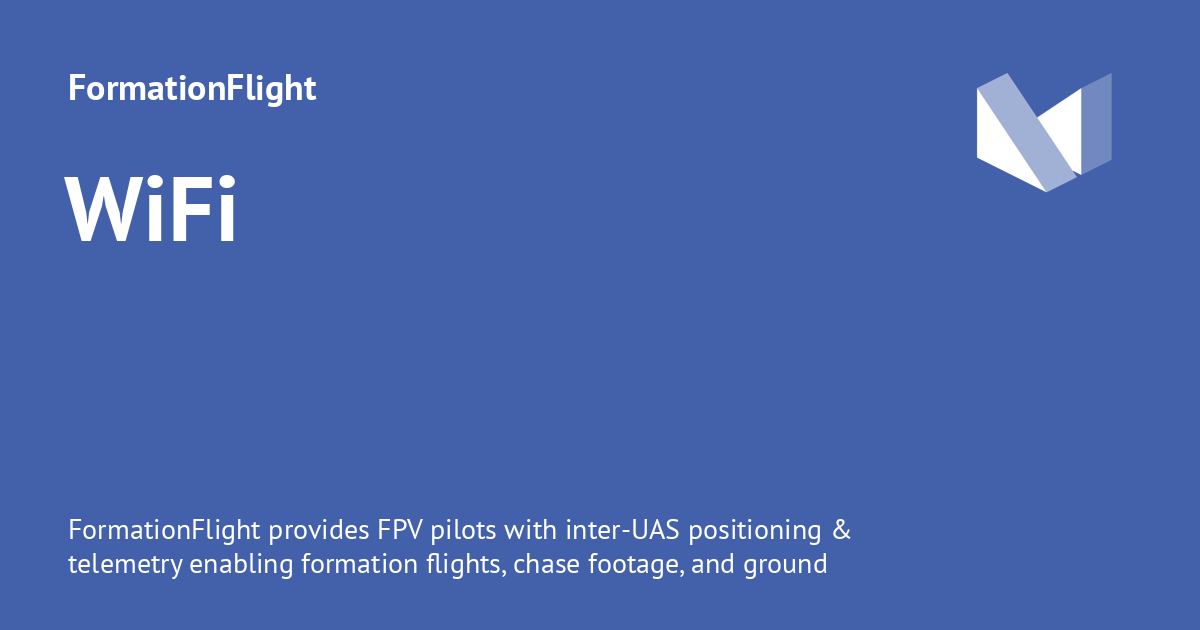 FormationFlight
WiFi
FormationFlight provides FPV pilots with inter-UAS positioning &
telemetry enabling formation flights, chase footage, and ground